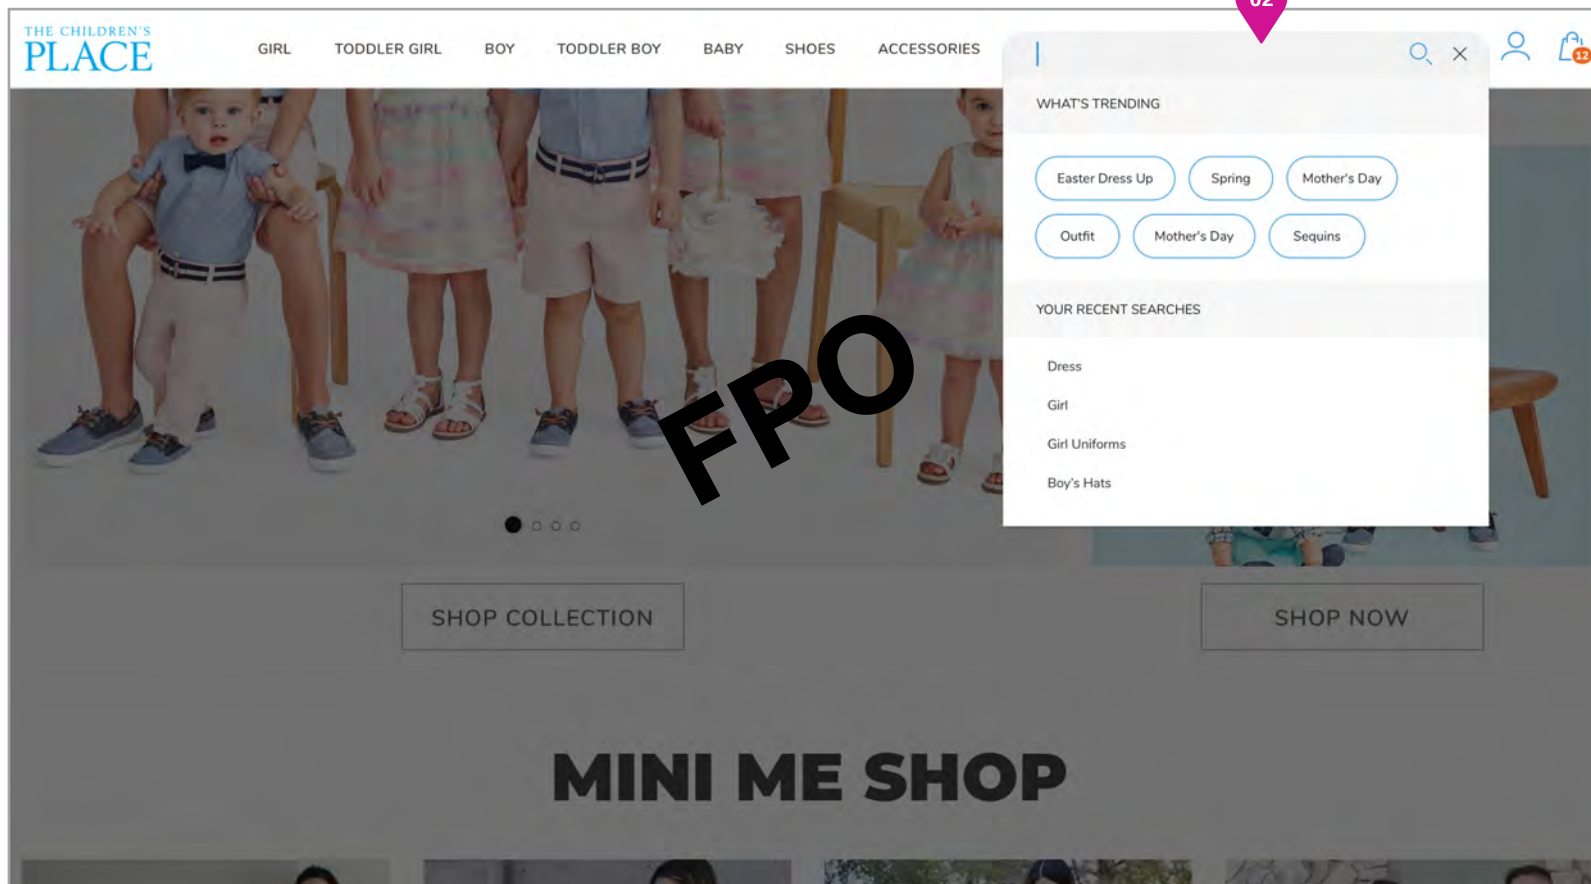 02
THE CHILDREN'S
PLACE
GIRL TODDLER GIRL BOY TODDLER BOY BABY SHOES ACCESSORIES
12
WHAT'S TRENDING
Easter Dress Up Spring Mother's Day
Outfit Mother's Day Sequins
YOUR RECENT SEARCHES
Dress
Girl
Girl Uniforms
Boy's Hats
FPO
SHOP COLLECTION SHOP NOW
MINI ME SHOP